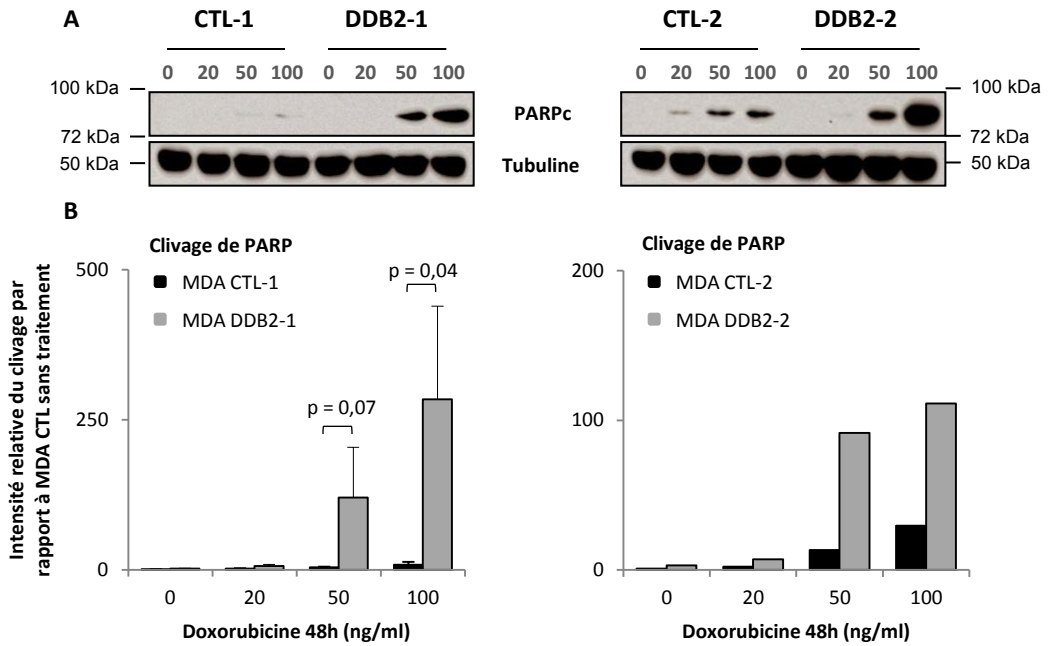 A
CTL-1 DDB2-1 CTL-2 DDB2-2
0 20 50 100 0 20 50 100 0 20 50 100 0 20 50 100
100 kDa 100 kDa
PARPc
72 kDa 72 kDa
50 kDa Tubuline 50 kDa
B
Clivage de PARP
500
MDA CTL-1
MDA DDB2-1
p = 0,04
p = 0,07
250
0
0 20 50 100
Doxorubicine 48h (ng/ml)
Intensité relative du clivage par
rapport à MDA CTL sans traitement
Clivage de PARP
200
MDA CTL-2
MDA DDB2-2
100
0
0 20 50 100
Doxorubicine 48h (ng/ml)